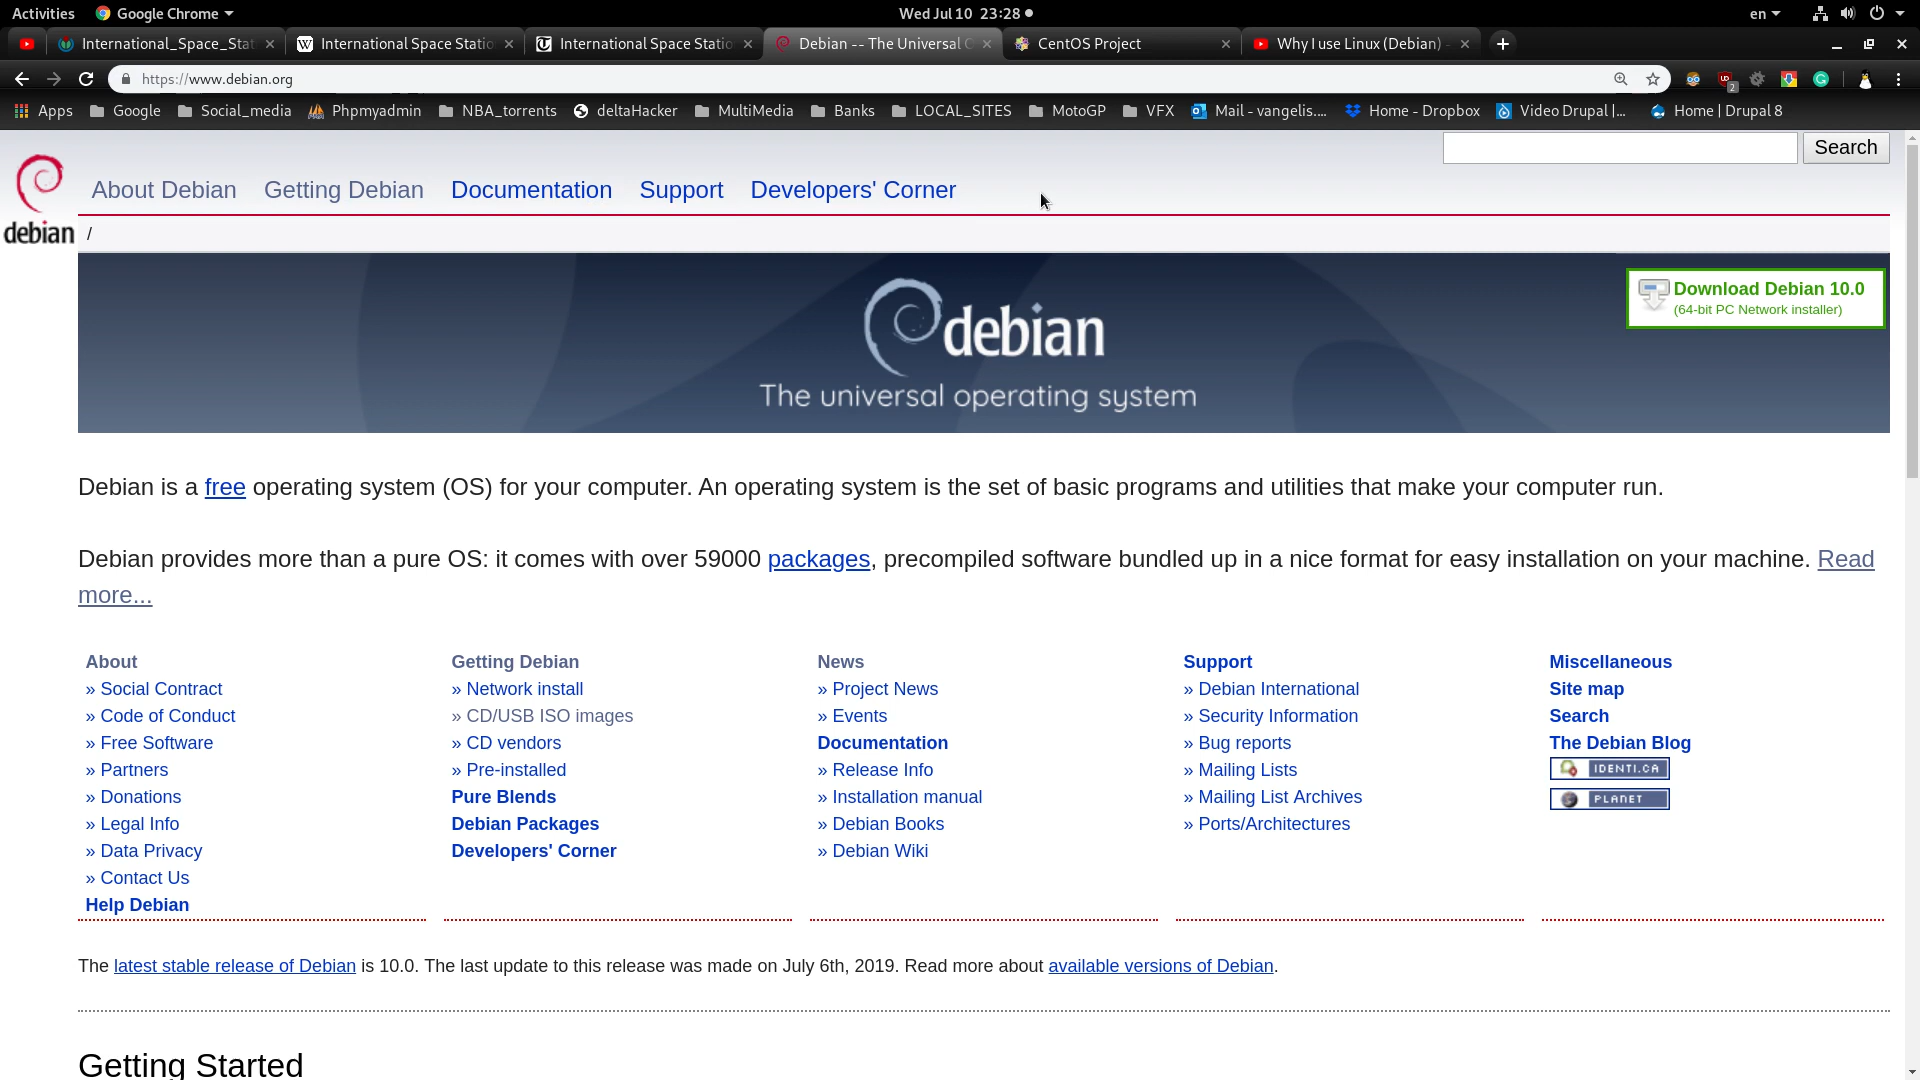 Activities Google Chrome Wed Jul 10 23:28 en
International_Space_Stat International Space Statio International Space Statio Debian -- The Universal O CentOS Project Why I use Linux (Debian) -
https://www.debian.org 2
Apps Google Social_media Phpmyadmin NBA_torrents deltaHacker MultiMedia Banks LOCAL_SITES MotoGP VFX Mail - vangelis.... Home - Dropbox Video Drupal |... Home | Drupal 8
Search
About Debian Getting Debian Documentation Support Developers' Corner
debian /
Download Debian 10.0
(64-bit PC Network installer)
debian
The universal operating system
Debian is a free operating system (OS) for your computer. An operating system is the set of basic programs and utilities that make your computer run.
Debian provides more than a pure OS: it comes with over 59000 packages, precompiled software bundled up in a nice format for easy installation on your machine. Read
more...
About
» Social Contract
» Code of Conduct
» Free Software
» Partners
» Donations
» Legal Info
» Data Privacy
» Contact Us
Help Debian
Getting Debian
» Network install
» CD/USB ISO images
» CD vendors
» Pre-installed
Pure Blends
Debian Packages
Developers' Corner
News
» Project News
» Events
Documentation
» Release Info
» Installation manual
» Debian Books
» Debian Wiki
Support
» Debian International
» Security Information
» Bug reports
» Mailing Lists
» Mailing List Archives
» Ports/Architectures
Miscellaneous
Site map
Search
The Debian Blog
IDENTI.CA
PLANET
The latest stable release of Debian is 10.0. The last update to this release was made on July 6th, 2019. Read more about available versions of Debian.
Getting Started